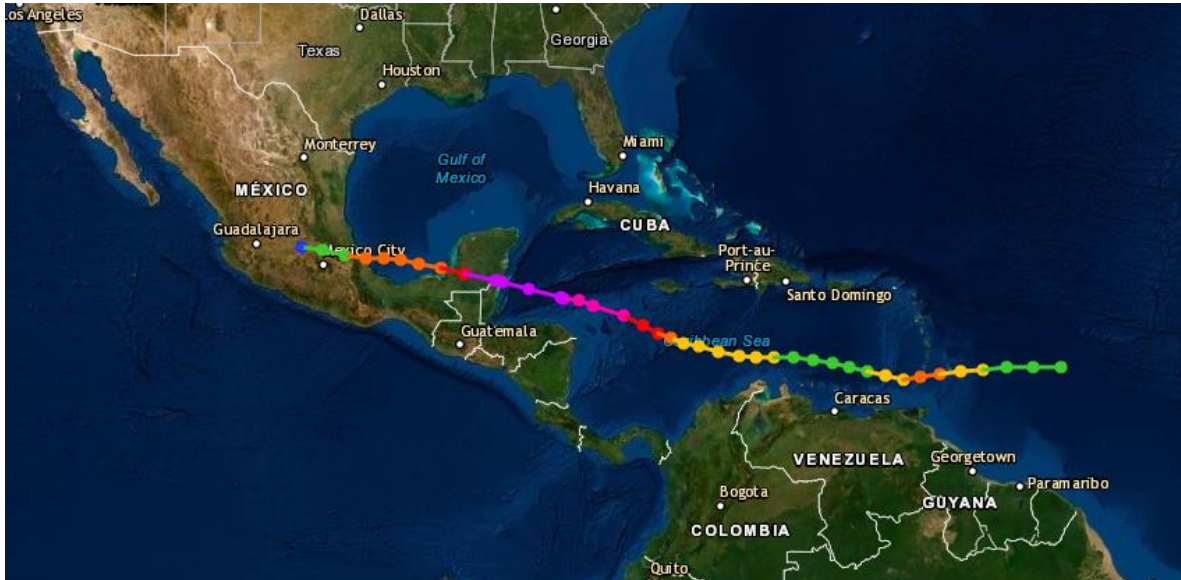 os Angeles
Dallas
Texas
Georgia
Houston
Monterrey
Gulf of
Mexico
Miami
MÉXICO
Havana
CUBA
Guadalajara
Mexico City
Port-au-
Prince
Santo Domingo
Guatemala
Caribbean Sea
Caracas
VENEZUELA
Georgetown
Paramaribo
Bogota
GUYANA
COLOMBIA
Quito